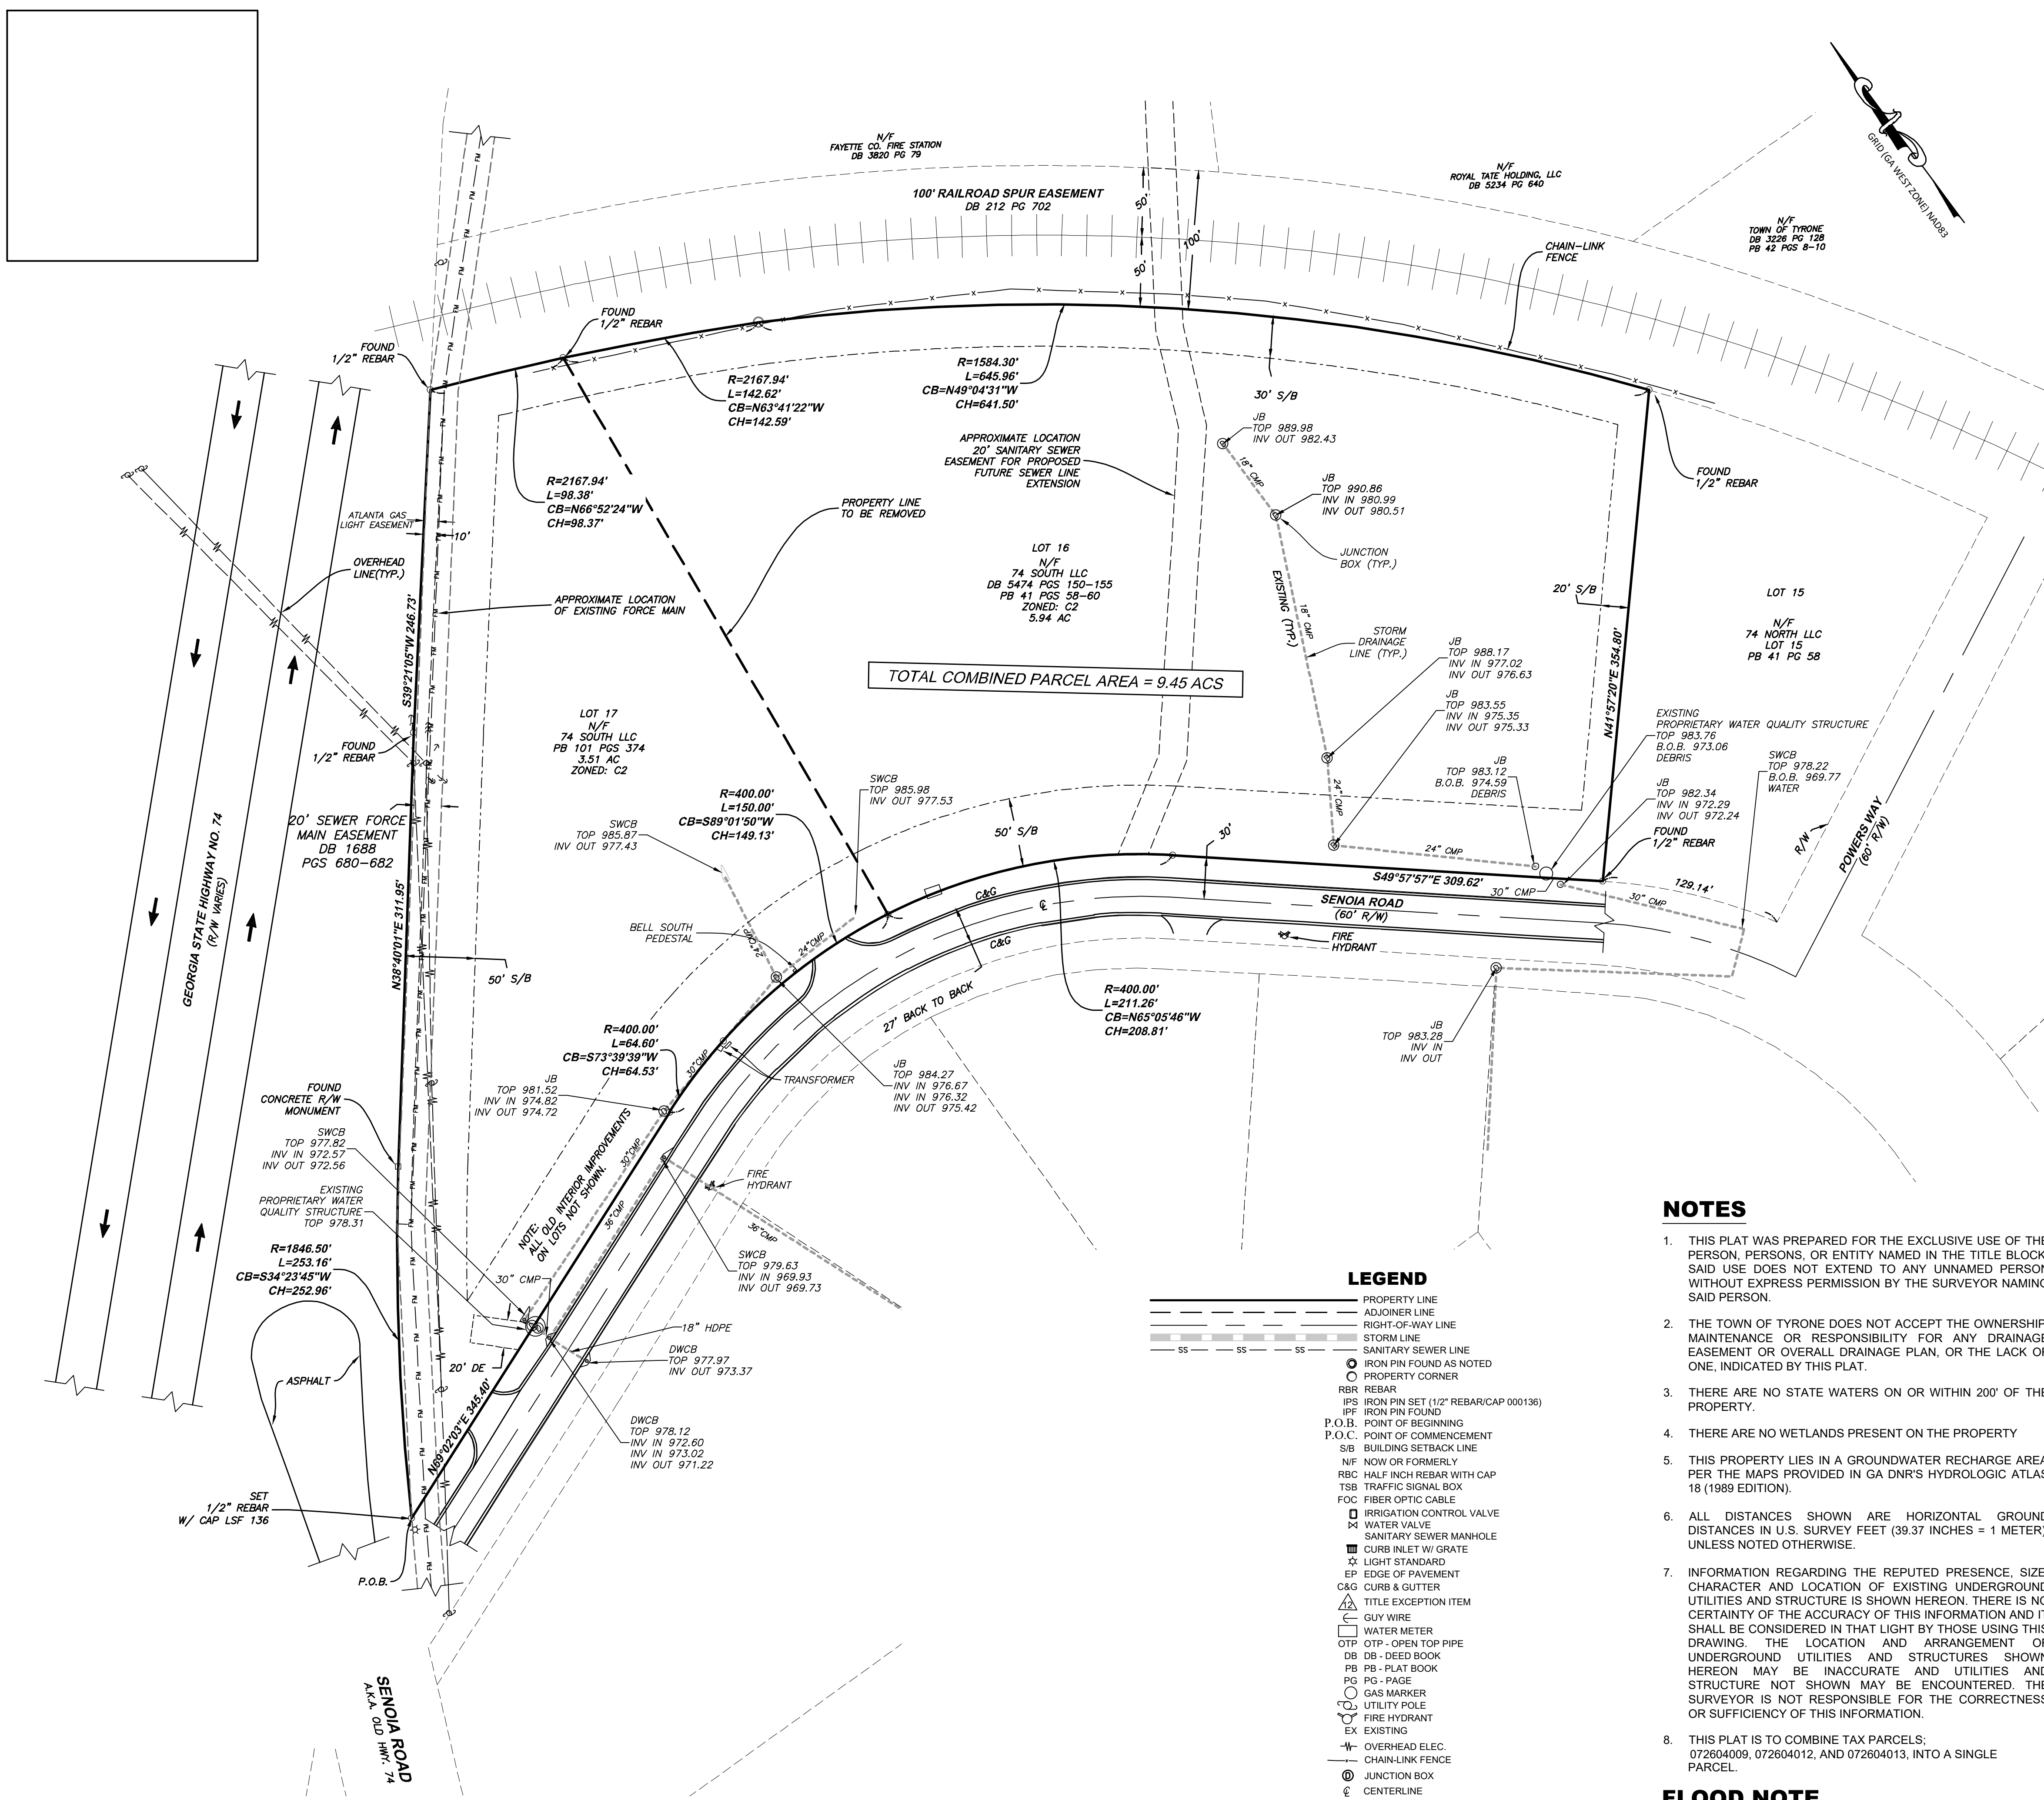 GRID (GA WEST ZONE) NAD83
N/F
FAYETTE CO. FIRE STATION
DB 3820 PG 79
100' RAILROAD SPUR EASEMENT
DB 212 PG 702
50'
50'
100'
N/F
ROYAL TATE HOLDING, LLC
DB 5234 PG 640
N/F
TOWN OF TYRONE
DB 3226 PG 128
PB 42 PGS 8-10
CHAIN-LINK
FENCE
FOUND
1/2" REBAR
FOUND
1/2" REBAR
R=2167.94'
L=142.62'
CB=N63°41'22"W
CH=142.59'
R=1584.30'
L=645.96'
CB=N49°04'31"W
CH=641.50'
30' S/B
JB
TOP 989.98
INV OUT 982.43
18" CMP
APPROXIMATE LOCATION
20' SANITARY SEWER
EASEMENT FOR PROPOSED
FUTURE SEWER LINE
EXTENSION
FOUND
1/2" REBAR
R=2167.94'
L=98.38'
CB=N66°52'24"W
CH=98.37'
JB
TOP 990.86
INV IN 980.99
INV OUT 980.51
PROPERTY LINE
TO BE REMOVED
ATLANTA GAS
LIGHT EASEMENT
10'
OVERHEAD
LINE(TYP.)
JUNCTION
BOX (TYP.)
LOT 16
N/F
74 SOUTH LLC
DB 5474 PGS 150-155
PB 41 PGS 58-60
ZONED: C2
5.94 AC
EXISTING (TYP.)
18" CMP
20' S/B
LOT 15
N/F
74 NORTH LLC
LOT 15
PB 41 PG 58
APPROXIMATE LOCATION
OF EXISTING FORCE MAIN
S39°21'05"W 246.73'
STORM
DRAINAGE
LINE (TYP.)
JB
TOP 988.17
INV IN 977.02
INV OUT 976.63
N41°57'20"E 354.80'
TOTAL COMBINED PARCEL AREA = 9.45 ACS
JB
TOP 983.55
INV IN 975.35
INV OUT 975.33
LOT 17
N/F
74 SOUTH LLC
PB 101 PGS 374
3.51 AC
ZONED: C2
EXISTING
PROPRIETARY WATER QUALITY STRUCTURE
TOP 983.76
B.O.B. 973.06
DEBRIS
FOUND
1/2" REBAR
SWCB
TOP 978.22
B.O.B. 969.77
WATER
JB
TOP 983.12
B.O.B. 974.59
DEBRIS
JB
TOP 982.34
INV IN 972.29
INV OUT 972.24
SWCB
TOP 985.98
INV OUT 977.53
24" CMP
R=400.00'
L=150.00'
CB=S89°01'50"W
CH=149.13'
20' SEWER FORCE
MAIN EASEMENT
DB 1688
PGS 680-682
SWCB
TOP 985.87
INV OUT 977.43
50' S/B
30'
FOUND
1/2" REBAR
R/W
POWERS WAY
(60' R/W)
24" CMP
S49°57'57"E 309.62'
30" CMP
129.14'
30" CMP
GEORGIA STATE HIGHWAY NO. 74
(R/W VARIES)
C&G
SENOIA ROAD
(60' R/W)
BELL SOUTH
PEDESTAL
24"CMP
24"CMP
C&G
FIRE
HYDRANT
N38°40'01"E 311.95'
50' S/B
27' BACK TO BACK
R=400.00'
L=211.26'
CB=N65°05'46"W
CH=208.81'
R=400.00'
L=64.60'
CB=S73°39'39"W
CH=64.53'
JB
TOP 983.28
INV IN
INV OUT
30"CMP
TRANSFORMER
JB
TOP 984.27
INV IN 976.67
INV IN 976.32
INV OUT 975.42
JB
TOP 981.52
INV IN 974.82
INV OUT 974.72
FOUND
CONCRETE R/W
MONUMENT
NOTE:
ALL OLD INTERIOR IMPROVEMENTS
ON LOTS NOT SHOWN.
30"CMP
SWCB
TOP 977.82
INV IN 972.57
INV OUT 972.56
FIRE
HYDRANT
36"CMP
36"CMP
EXISTING
PROPRIETARY WATER
QUALITY STRUCTURE
TOP 978.31
R=1846.50'
L=253.16'
CB=S34°23'45"W
CH=252.96'
30" CMP
SWCB
TOP 979.63
INV IN 969.93
INV OUT 969.73
18" HDPE
DWCB
TOP 977.97
INV OUT 973.37
20' DE
ASPHALT
N69°02'03"E 345.40'
DWCB
TOP 978.12
INV IN 972.60
INV IN 973.02
INV OUT 971.22
SET
1/2" REBAR
W/ CAP LSF 136
P.O.B.
SENOIA ROAD
A.K.A. OLD HWY. 74
LEGEND
PROPERTY LINE
ADJOINER LINE
RIGHT-OF-WAY LINE
STORM LINE
SS SS SS SANITARY SEWER LINE
IRON PIN FOUND AS NOTED
PROPERTY CORNER
RBR REBAR
IPS IRON PIN SET (1/2" REBAR/CAP 000136)
IPF IRON PIN FOUND
P.O.B. POINT OF BEGINNING
P.O.C. POINT OF COMMENCEMENT
S/B BUILDING SETBACK LINE
N/F NOW OR FORMERLY
RBC HALF INCH REBAR WITH CAP
TSB TRAFFIC SIGNAL BOX
FOC FIBER OPTIC CABLE
IRRIGATION CONTROL VALVE
WATER VALVE
SANITARY SEWER MANHOLE
CURB INLET W/ GRATE
LIGHT STANDARD
EP EDGE OF PAVEMENT
C&G CURB & GUTTER
12 TITLE EXCEPTION ITEM
GUY WIRE
WATER METER
OTP OTP - OPEN TOP PIPE
DB DB - DEED BOOK
PB PB - PLAT BOOK
PG PG - PAGE
GAS MARKER
UTILITY POLE
FIRE HYDRANT
EX EXISTING
OVERHEAD ELEC.
CHAIN-LINK FENCE
D JUNCTION BOX
CENTERLINE
NOTES
1. THIS PLAT WAS PREPARED FOR THE EXCLUSIVE USE OF THE
PERSON, PERSONS, OR ENTITY NAMED IN THE TITLE BLOCK
SAID USE DOES NOT EXTEND TO ANY UNNAMED PERSON
WITHOUT EXPRESS PERMISSION BY THE SURVEYOR NAMING
SAID PERSON.
2. THE TOWN OF TYRONE DOES NOT ACCEPT THE OWNERSHIP
MAINTENANCE OR RESPONSIBILITY FOR ANY DRAINAGE
EASEMENT OR OVERALL DRAINAGE PLAN, OR THE LACK OF
ONE, INDICATED BY THIS PLAT.
3. THERE ARE NO STATE WATERS ON OR WITHIN 200' OF THE
PROPERTY.
4. THERE ARE NO WETLANDS PRESENT ON THE PROPERTY
5. THIS PROPERTY LIES IN A GROUNDWATER RECHARGE AREA
PER THE MAPS PROVIDED IN GA DNR'S HYDROLOGIC ATLAS
18 (1989 EDITION).
6. ALL DISTANCES SHOWN ARE HORIZONTAL GROUND
DISTANCES IN U.S. SURVEY FEET (39.37 INCHES = 1 METER)
UNLESS NOTED OTHERWISE.
7. INFORMATION REGARDING THE REPUTED PRESENCE, SIZE
CHARACTER AND LOCATION OF EXISTING UNDERGROUND
UTILITIES AND STRUCTURE IS SHOWN HEREON. THERE IS NO
CERTAINTY OF THE ACCURACY OF THIS INFORMATION AND IT
SHALL BE CONSIDERED IN THAT LIGHT BY THOSE USING THIS
DRAWING. THE LOCATION AND ARRANGEMENT OF
UNDERGROUND UTILITIES AND STRUCTURES SHOWN
HEREON MAY BE INACCURATE AND UTILITIES AND
STRUCTURE NOT SHOWN MAY BE ENCOUNTERED. THE
SURVEYOR IS NOT RESPONSIBLE FOR THE CORRECTNESS
OR SUFFICIENCY OF THIS INFORMATION.
8. THIS PLAT IS TO COMBINE TAX PARCELS;
072604009, 072604012, AND 072604013, INTO A SINGLE
PARCEL.
FLOOD NOTE